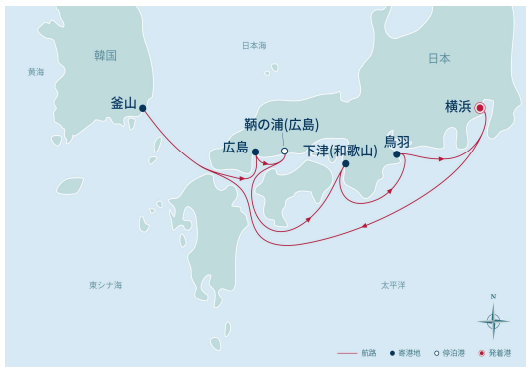 日本海
韓国
日本
黄海
釜山
横浜
鞆の浦(広島)
広島
下津(和歌山)
鳥羽
東シナ海
太平洋
N
航路
寄港地
停泊港
発着港